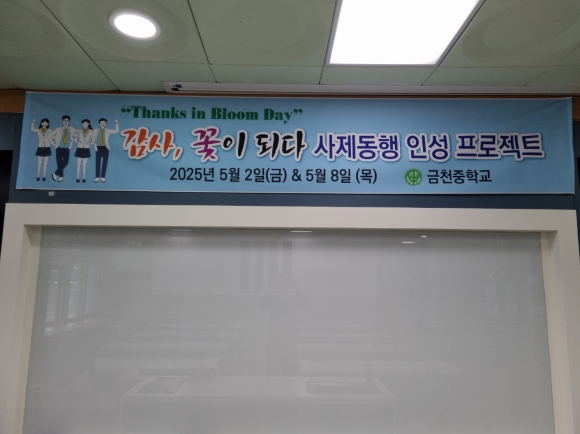 “Thanks in Bloom Day”
감사, 꽃이 되다 사제동행 인성 프로젝트
2025년 5월 2일(금) & 5월 8일 (목) 금천중학교